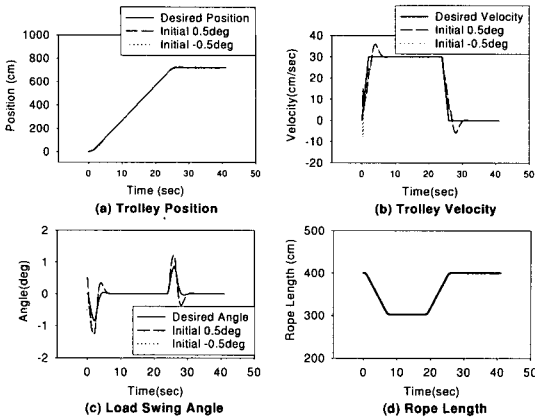 Desired Position
Initial 0.5deg
Initial -0.5deg
1000
800
600
400
200
0
Position (cm)
0 10 20 30 40 50
Time (sec)
(a) Trolley Position
Desired Velocity
Initial 0.5deg
Initial -0.5deg
40
30
20
10
0
-10
-20
Velocity(cm/sec)
0 10 20 30 40 50
Time(sec)
(b) Trolley Velocity
2
1
0
-1
-2
Angle(deg)
Desired Angle
Initial 0.5deg
Initial -0.5deg
0 10 20 30 40 50
Time(sec)
(c) Load Swing Angle
500
400
300
200
Rope Length (cm)
0 10 20 30 40 50
Time(sec)
(d) Rope Length